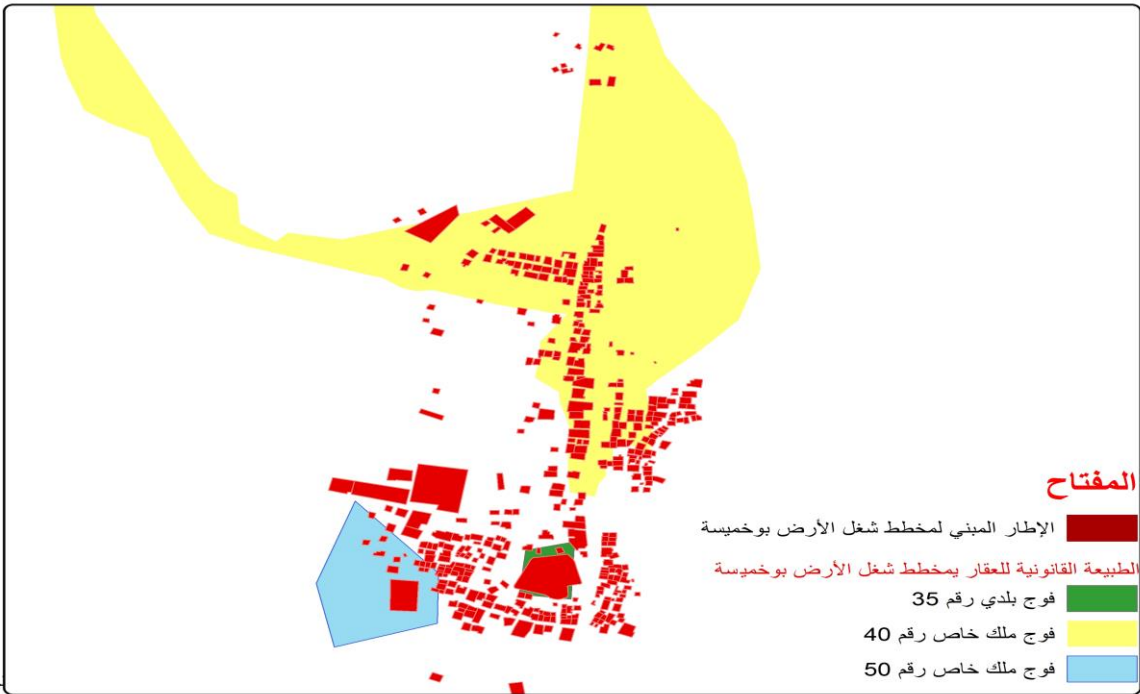 المفتاح
الإطار المبني لمخطط شغل الأرض بوخميسة
الطبيعة القانونية للعقار بمخطط شغل الأرض بوخميسة
فوج بلدي رقم 35
فوج ملك خاص رقم 40
فوج ملك خاص رقم 50